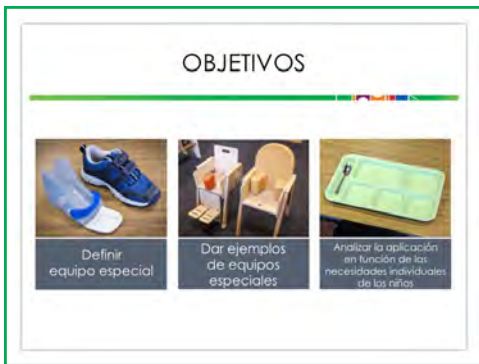 OBJETIVOS
Definir
equipo especial
Dar ejemplos
de equipos
especiales
Analizar la aplicación
en función de las
necesidades individuales
de los niños